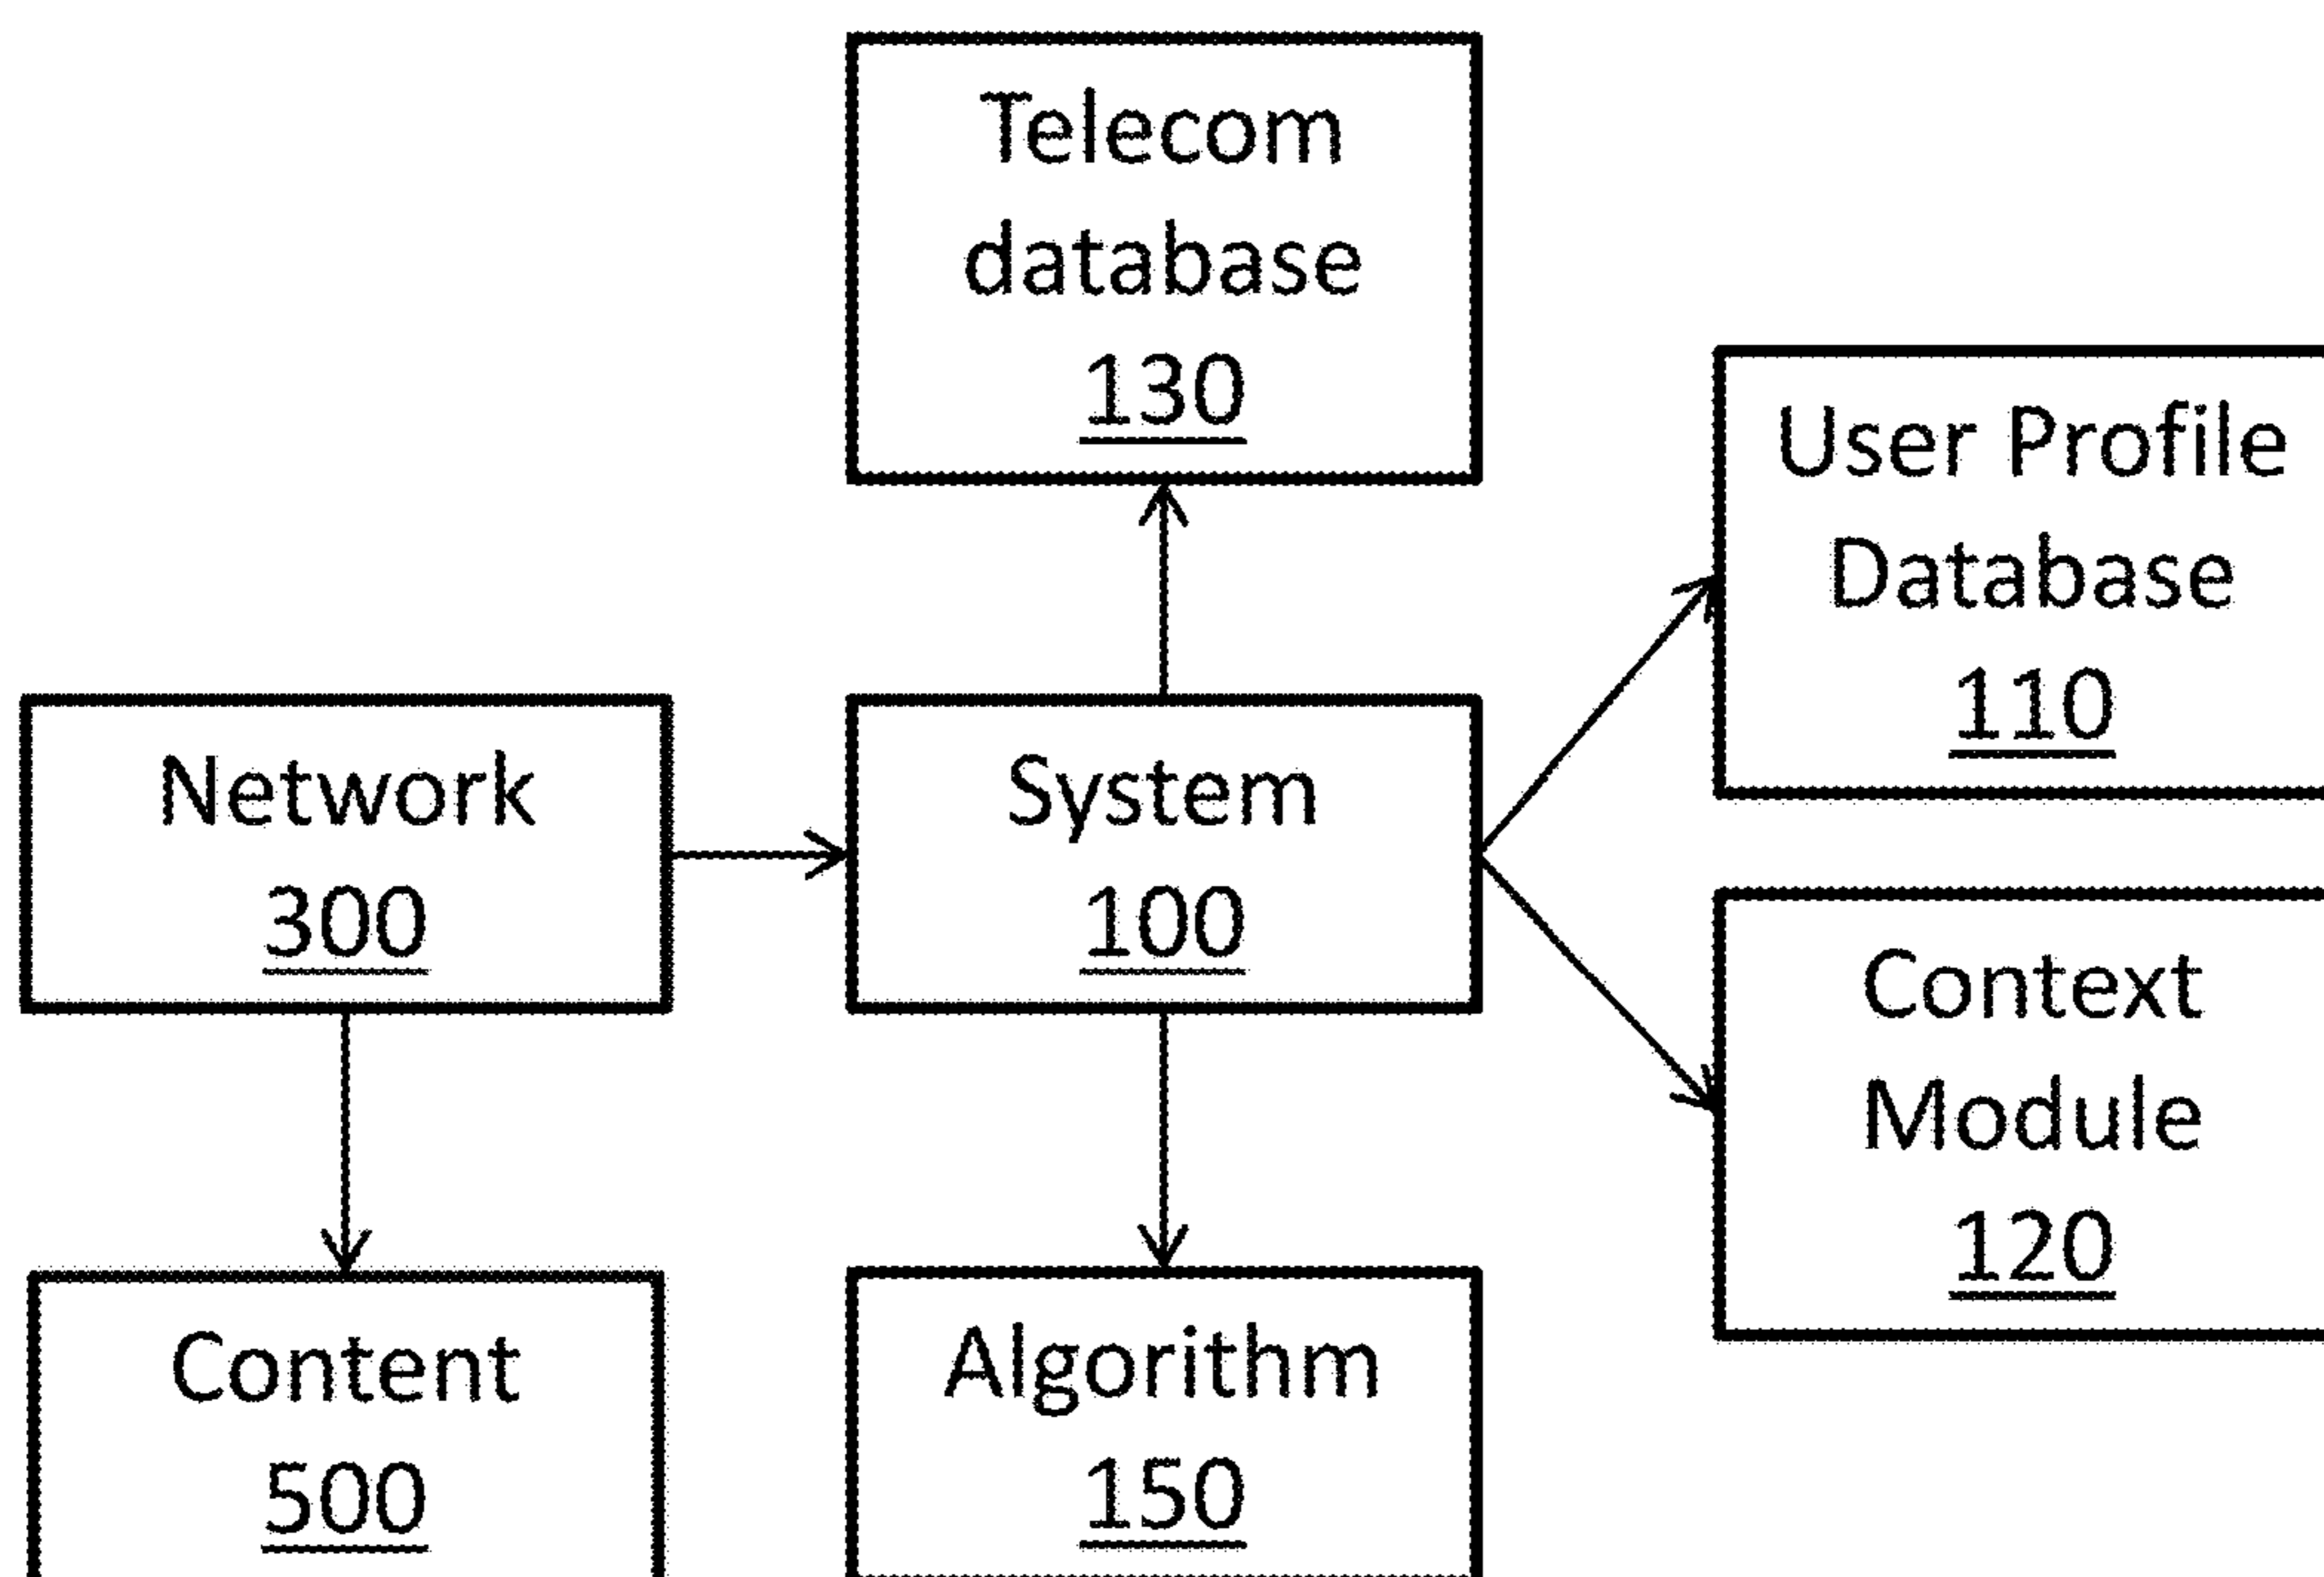 Telecom
database
130
User Profile
Database
110
Network
300
System
100
Context
Module
120
Content
500
Algorithm
150